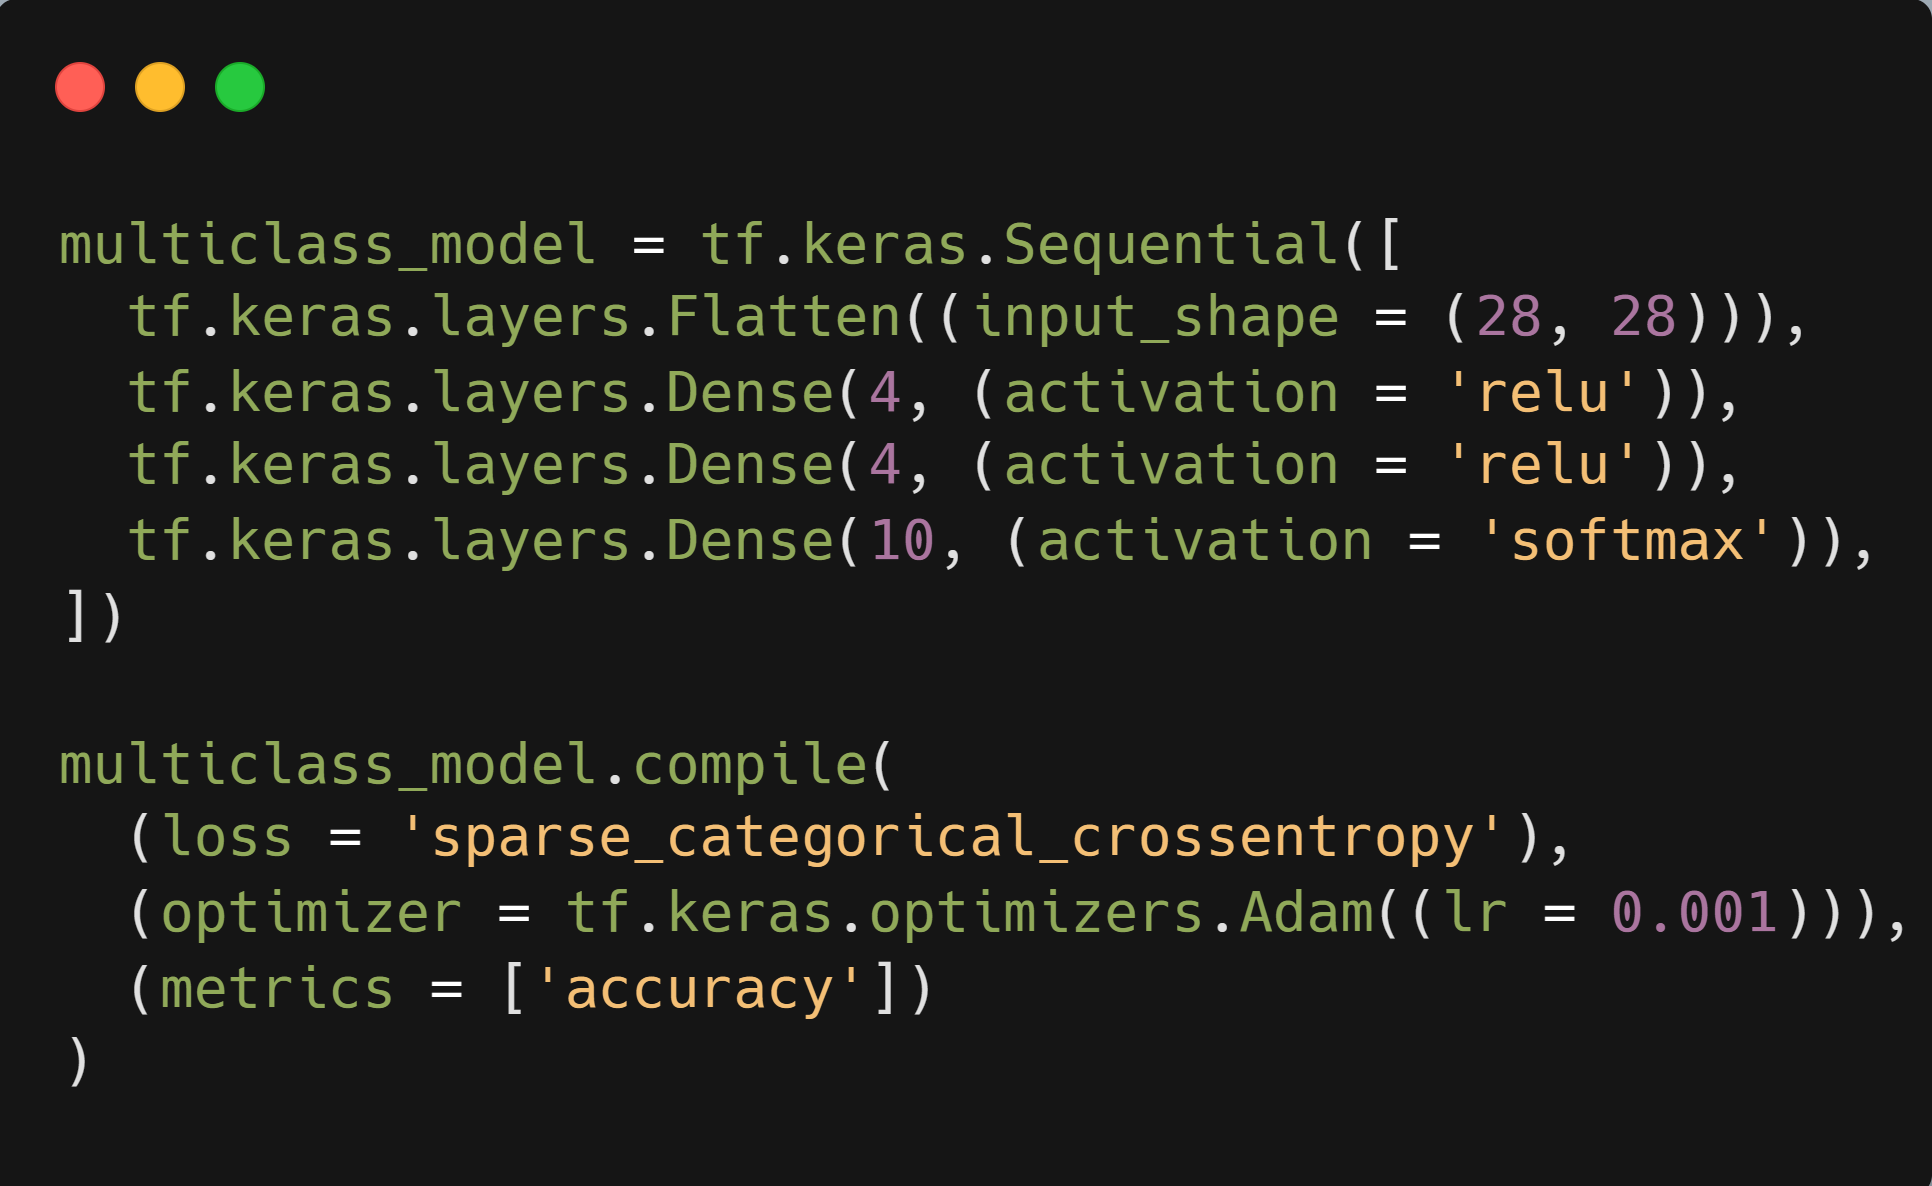 multiclass_model = tf.keras.Sequential([
  tf.keras.layers.Flatten((input_shape = (28, 28))),
  tf.keras.layers.Dense(4, (activation = 'relu')),
  tf.keras.layers.Dense(4, (activation = 'relu')),
  tf.keras.layers.Dense(10, (activation = 'softmax')),
])

multiclass_model.compile(
  (loss = 'sparse_categorical_crossentropy'),
  (optimizer = tf.keras.optimizers.Adam((lr = 0.001))),
  (metrics = ['accuracy'])
)